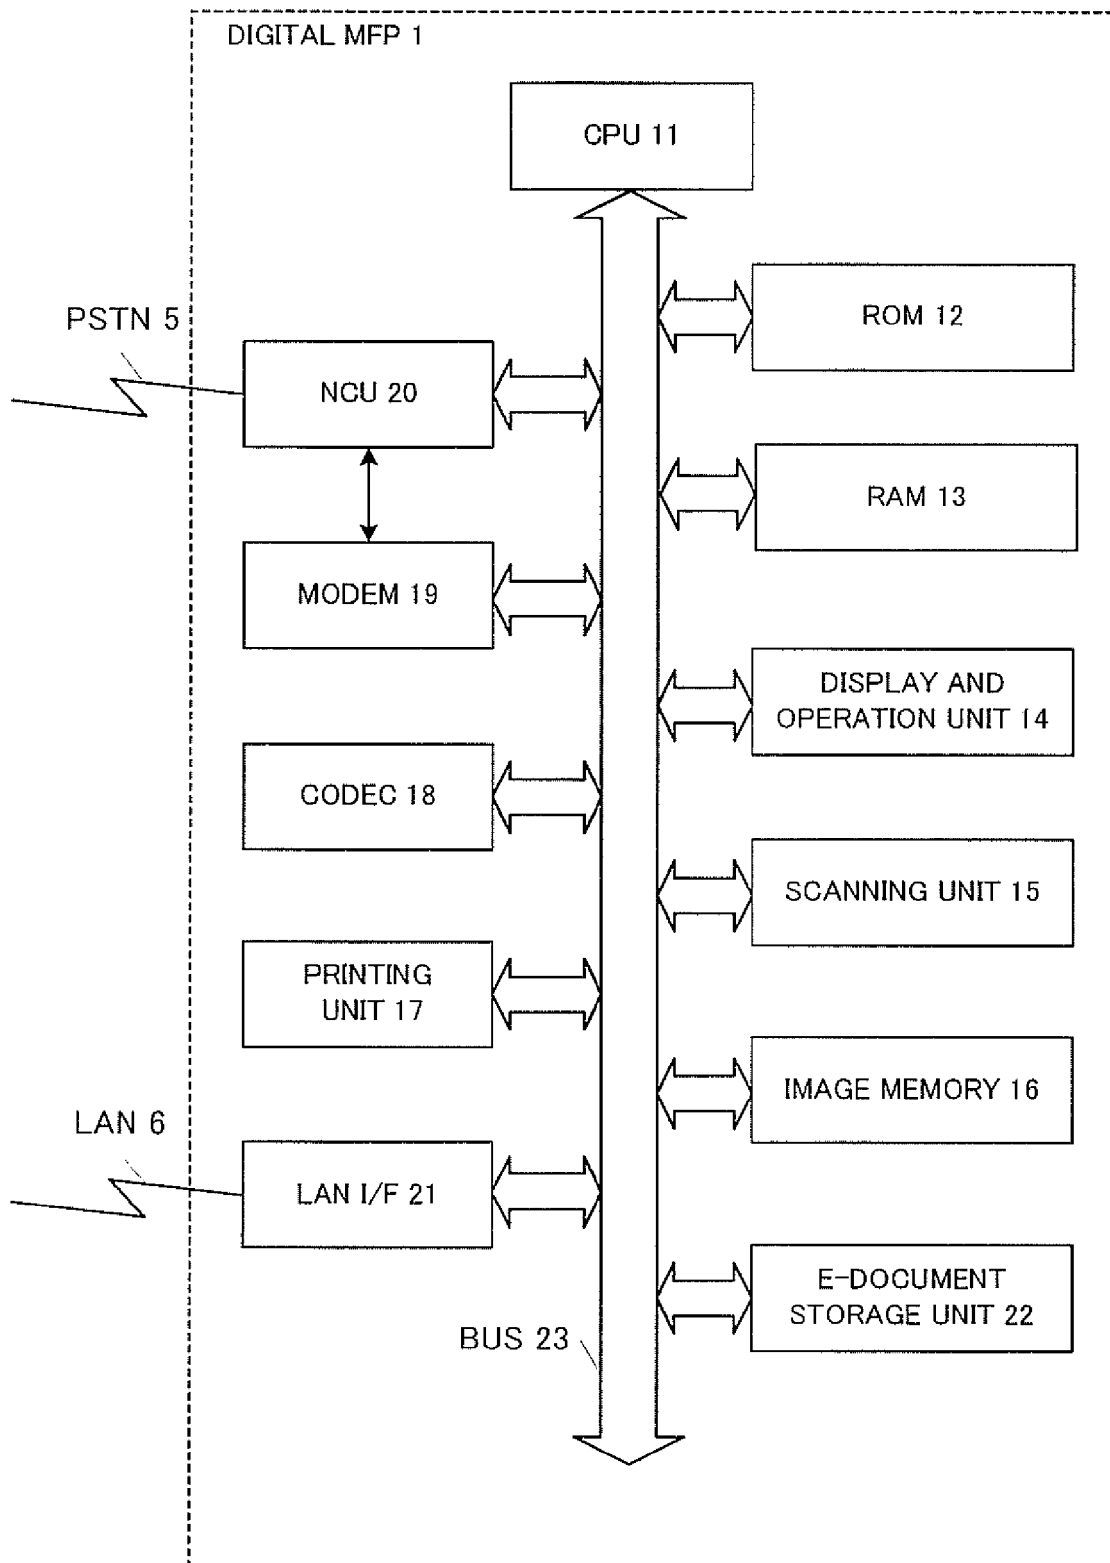 DIGITAL MFP 1
CPU 11
ROM 12
PSTN 5
NCU 20
RAM 13
MODEM 19
DISPLAY AND
OPERATION UNIT 14
CODEC 18
SCANNING UNIT 15
PRINTING
UNIT 17
IMAGE MEMORY 16
LAN 6
LAN I/F 21
E-DOCUMENT
STORAGE UNIT 22
BUS 23